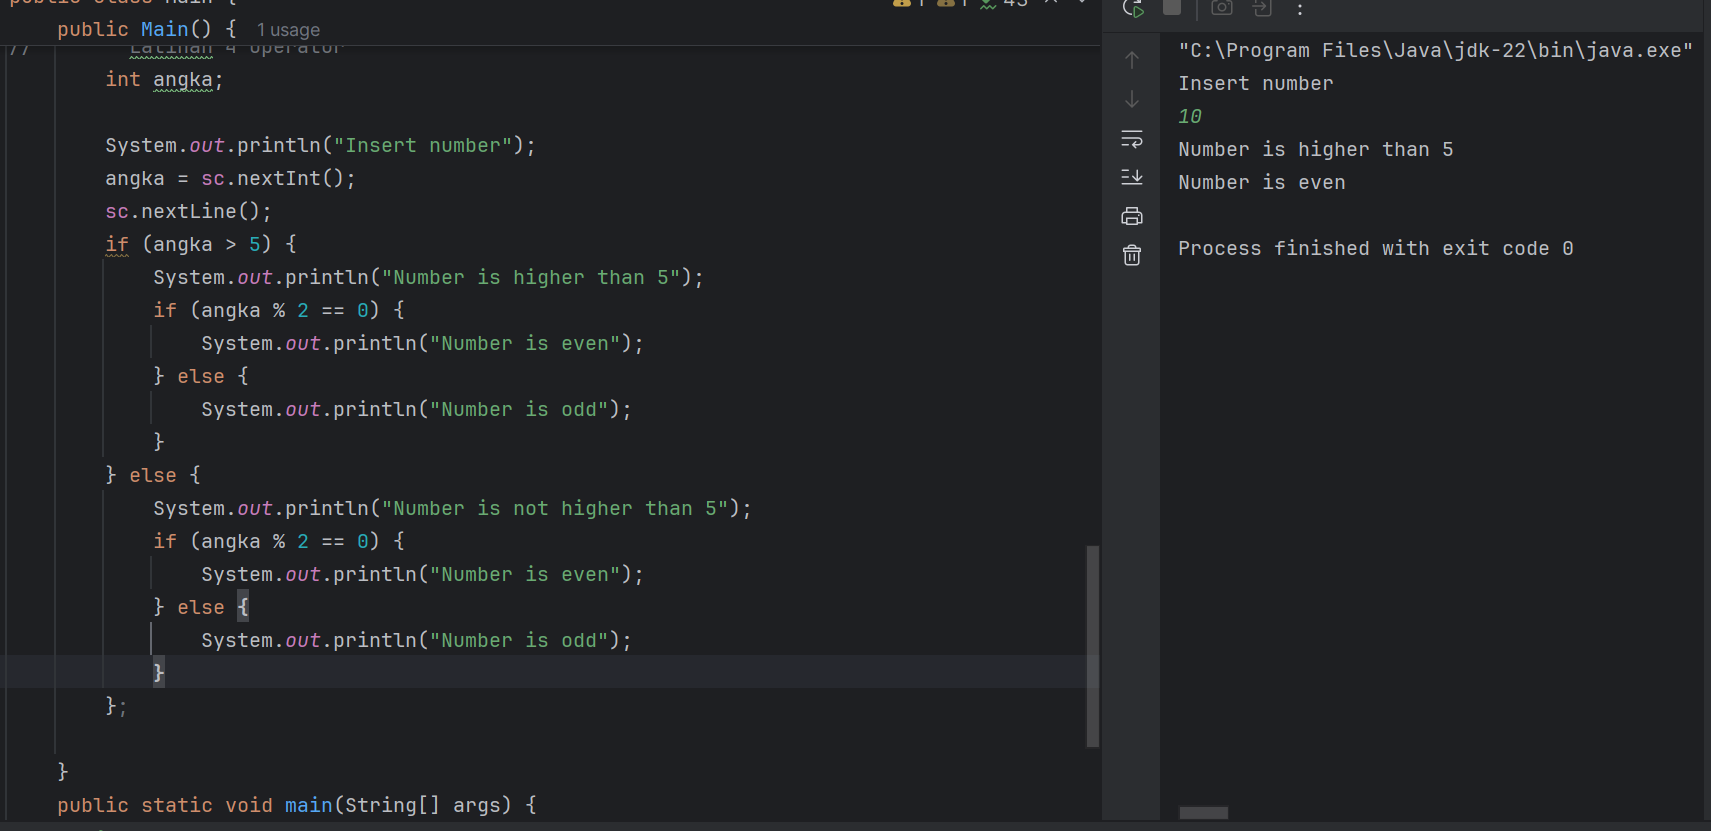 public class Main {
public Main() { 1 usage
// Latihan 4 operator
int angka;
System.out.println("Insert number");
angka = sc.nextInt();
sc.nextLine();
if (angka > 5) {
System.out.println("Number is higher than 5");
if (angka % 2 == 0) {
System.out.println("Number is even");
} else {
System.out.println("Number is odd");
}
} else {
System.out.println("Number is not higher than 5");
if (angka % 2 == 0) {
System.out.println("Number is even");
} else {
System.out.println("Number is odd");
}
};
}
public static void main(String[] args) {
"C:\Program Files\Java\jdk-22\bin\java.exe"
Insert number
10
Number is higher than 5
Number is even
Process finished with exit code 0